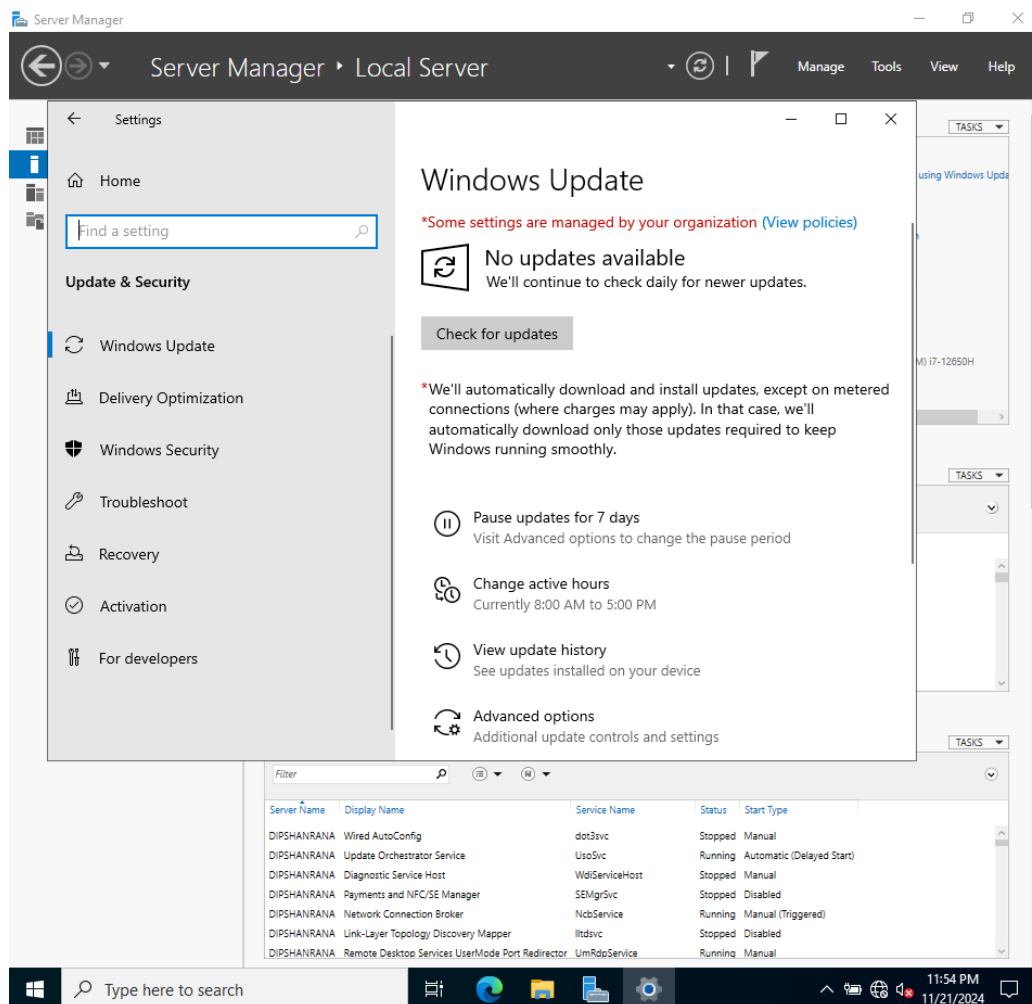 Server Manager
Server Manager Local Server
Manage Tools View Help
Settings
TASKS
Home
Find a setting
Update & Security
Windows Update
Delivery Optimization
Windows Security
Troubleshoot
Recovery
Activation
For developers
Windows Update
*Some settings are managed by your organization (View policies)
No updates available
We'll continue to check daily for newer updates.
Check for updates
*We'll automatically download and install updates, except on metered
connections (where charges may apply). In that case, we'll
automatically download only those updates required to keep
Windows running smoothly.
Pause updates for 7 days
Visit Advanced options to change the pause period
Change active hours
Currently 8:00 AM to 5:00 PM
View update history
See updates installed on your device
Advanced options
Additional update controls and settings
using Windows Upda
M) i7-12650H
TASKS
TASKS
Filter
Server Name Display Name Service Name Status Start Type
DIPSHANRANA Wired AutoConfig dot3svc Stopped Manual
DIPSHANRANA Update Orchestrator Service UsoSvc Running Automatic (Delayed Start)
DIPSHANRANA Diagnostic Service Host WdiServiceHost Stopped Manual
DIPSHANRANA Payments and NFC/SE Manager SEMgrSvc Stopped Disabled
DIPSHANRANA Network Connection Broker NcbService Running Manual (Triggered)
DIPSHANRANA Link-Layer Topology Discovery Mapper lltdsvc Stopped Disabled
DIPSHANRANA Remote Desktop Services UserMode Port Redirector UmRdpService Running Manual
Type here to search
11:54 PM
11/21/2024